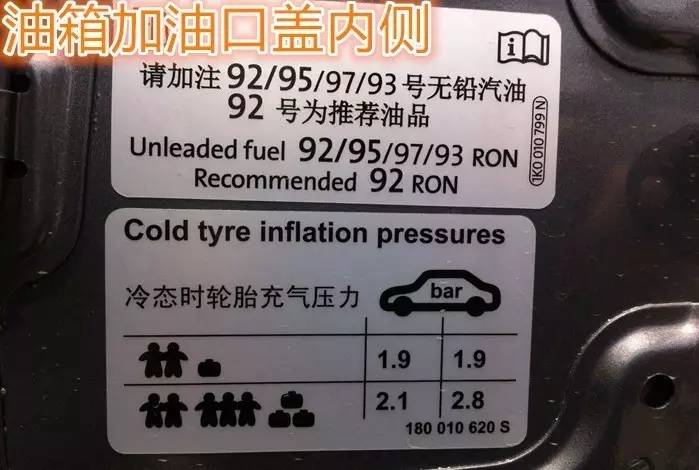 油箱加油口盖内侧
请加注 92/95/97/93 号无铅汽油
92 号为推荐油品
Unleaded fuel 92/95/97/93 RON
Recommended 92 RON
1K0 010 799 N
Cold tyre inflation pressures
冷态时轮胎充气压力
bar
1.9 1.9
2.1 2.8
180 010 620 S